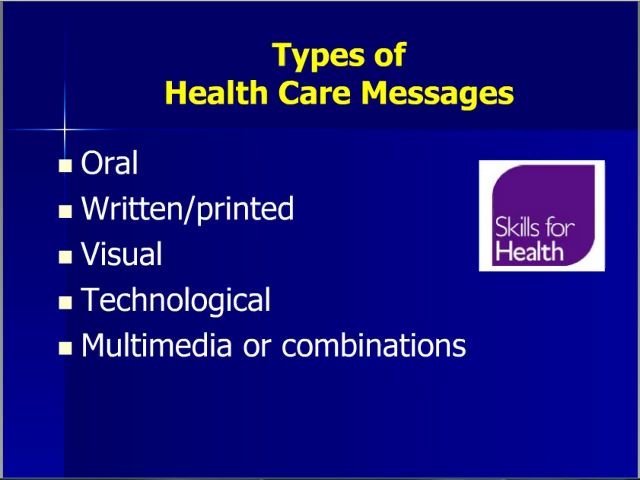 Types of
Health Care Messages
Oral
Written/printed
Visual
Technological
Multimedia or combinations
Skills for
Health